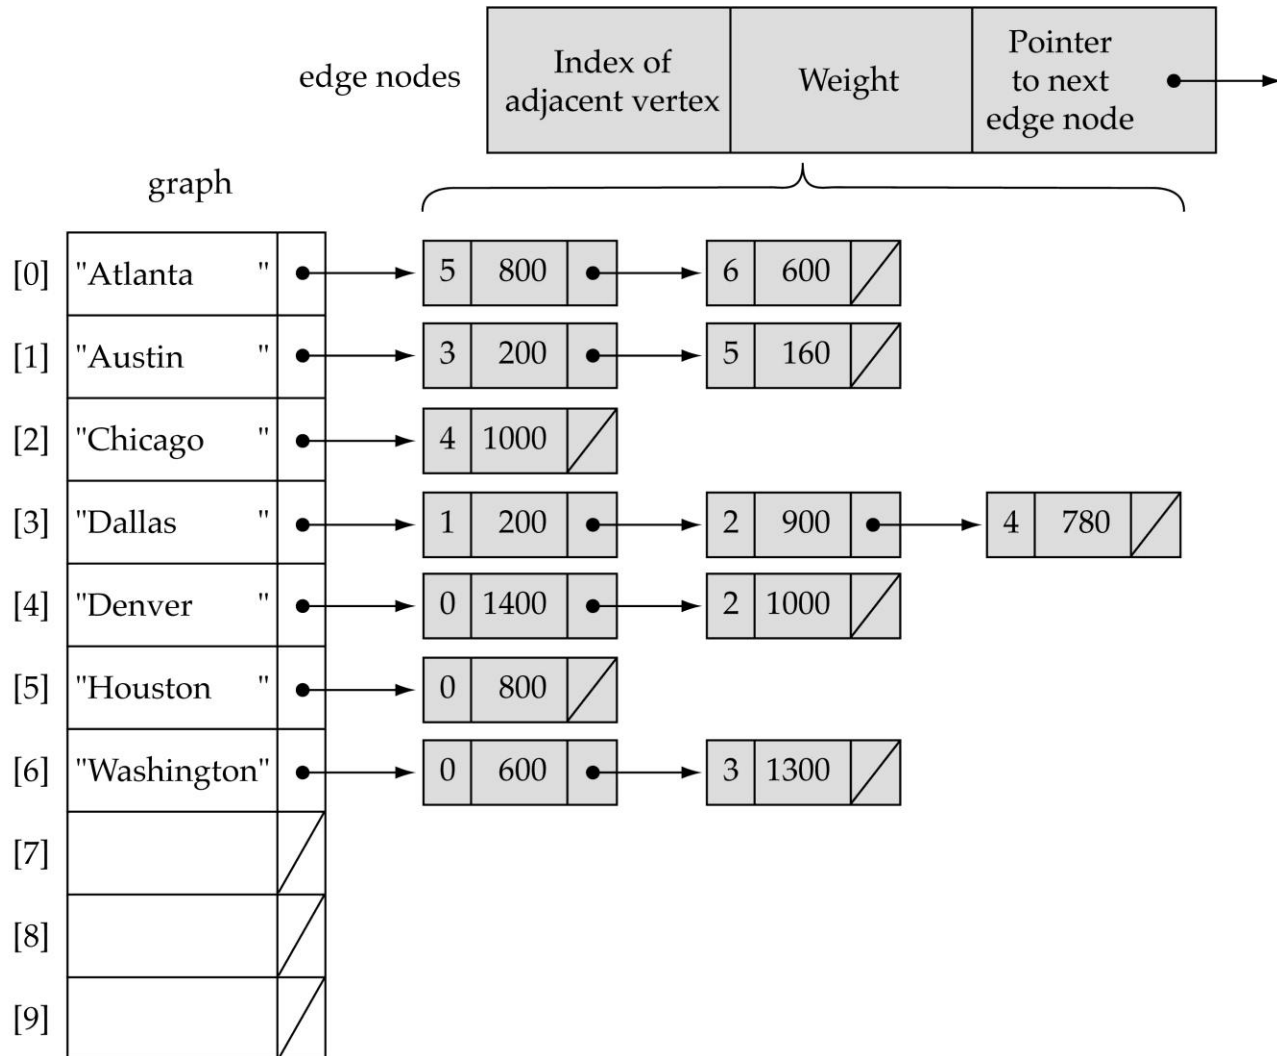 edge nodes
Index of
adjacent vertex
Weight
Pointer
to next
edge node
graph
[0] "Atlanta " 5 800 6 600
[1] "Austin " 3 200 5 160
[2] "Chicago " 4 1000
[3] "Dallas " 1 200 2 900 4 780
[4] "Denver " 0 1400 2 1000
[5] "Houston " 0 800
[6] "Washington" 0 600 3 1300
[7]
[8]
[9]